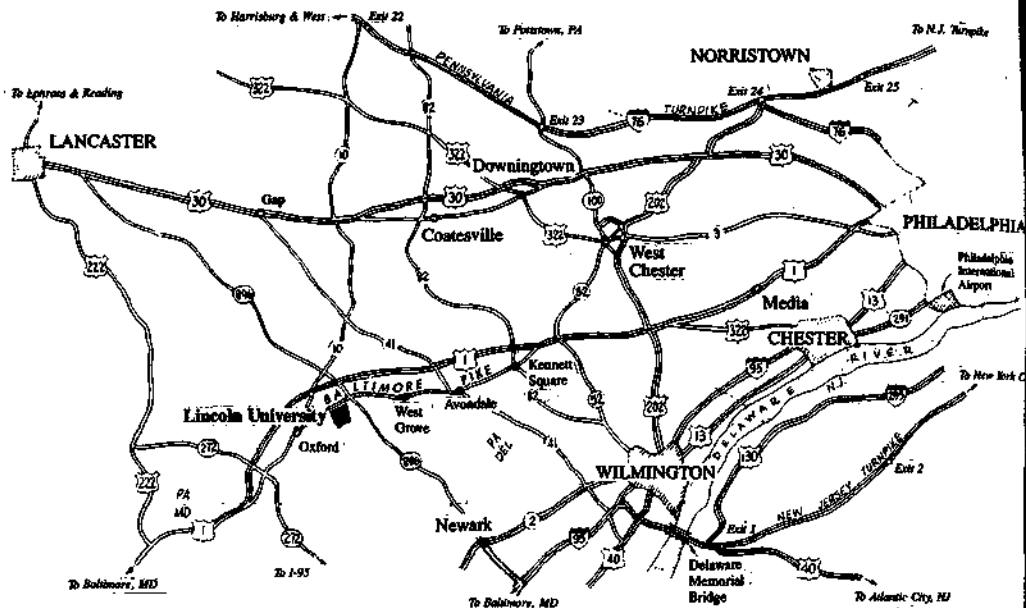 To Harrisburg & West
Exit 22
To Pottstown, PA
To N.J. Turnpike
NORRISTOWN
PENNSYLVANIA
TURNPIKE
Exit 24
Exit 25
Exit 23
76
76
322
82
10
322
To Ephrata & Reading
LANCASTER
30
Gap
30
Downingtown
30
100
202
Coatesville
322
West
Chester
3
PHILADELPHIA
Philadelphia
International
Airport
222
896
82
52
1
Media
13
291
322
CHESTER
10
41
1
BALTIMORE PIKE
Kennett
Square
Avondale
West
Grove
Lincoln University
Oxford
82
52
202
95
13
DELAWARE RIVER
N.J.
To New York C
295
130
NEW JERSEY TURNPIKE
Exit 2
Exit 1
272
222
PA
MD
1
272
896
PA
DEL
41
WILMINGTON
Newark
2
95
40
Delaware
Memorial
Bridge
40
To Baltimore, MD
To I-95
To Baltimore, MD
To Atlantic City, NJ